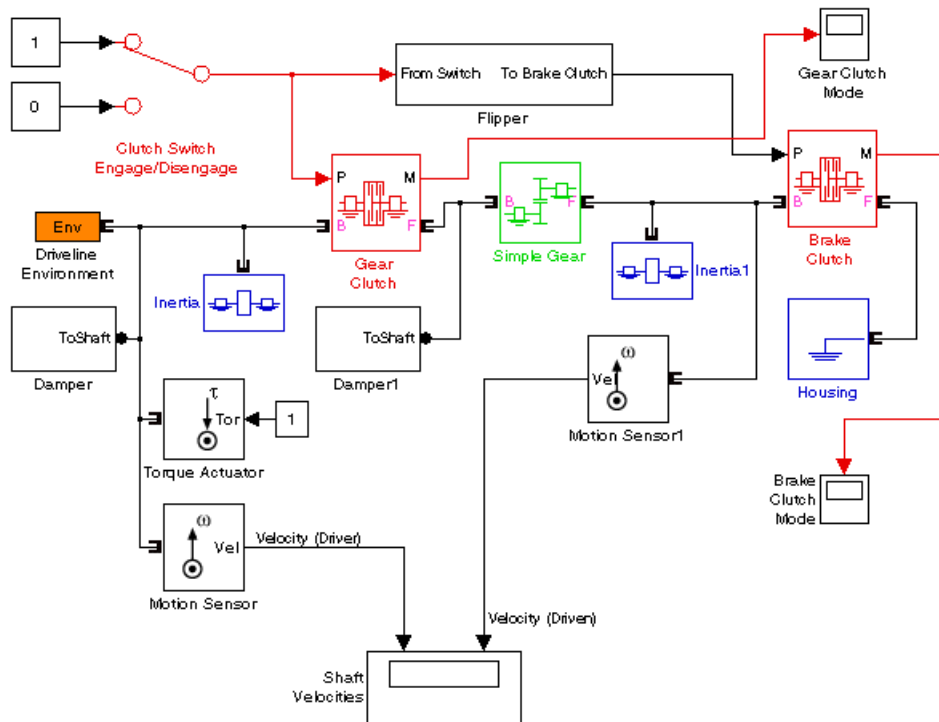 1
0
Clutch Switch
Engage/Disengage
From Switch
To Brake Clutch
Flipper
Gear Clutch
Mode
P
M
B
F
Gear
Clutch
B
F
Simple Gear
P
M
B
F
Brake
Clutch
Env
Driveline
Environment
Inertia
Inertia1
ToShaft
Damper
ToShaft
Damper1
Housing
ω
Vel
Motion Sensor1
τ
Tor
1
Torque Actuator
ω
Vel
Motion Sensor
Velocity (Driver)
Velocity (Driven)
Brake
Clutch
Mode
Shaft
Velocities